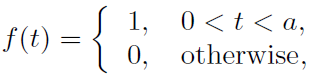 f(t) = { 1, 0 < t < a,
0, otherwise,